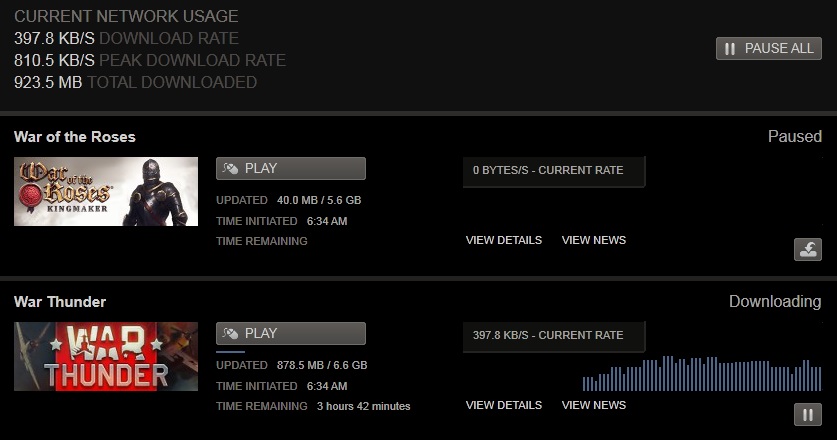 CURRENT NETWORK USAGE
397.8 KB/S DOWNLOAD RATE
810.5 KB/S PEAK DOWNLOAD RATE
923.5 MB TOTAL DOWNLOADED
PAUSE ALL
War of the Roses
Paused
War
of the
Roses
KINGMAKER
PLAY
0 BYTES/S - CURRENT RATE
UPDATED 40.0 MB / 5.6 GB
TIME INITIATED 6:34 AM
TIME REMAINING
VIEW DETAILS VIEW NEWS
War Thunder
Downloading
WAR
THUNDER
PLAY
397.8 KB/S - CURRENT RATE
UPDATED 878.5 MB / 6.6 GB
TIME INITIATED 6:34 AM
TIME REMAINING 3 hours 42 minutes
VIEW DETAILS VIEW NEWS